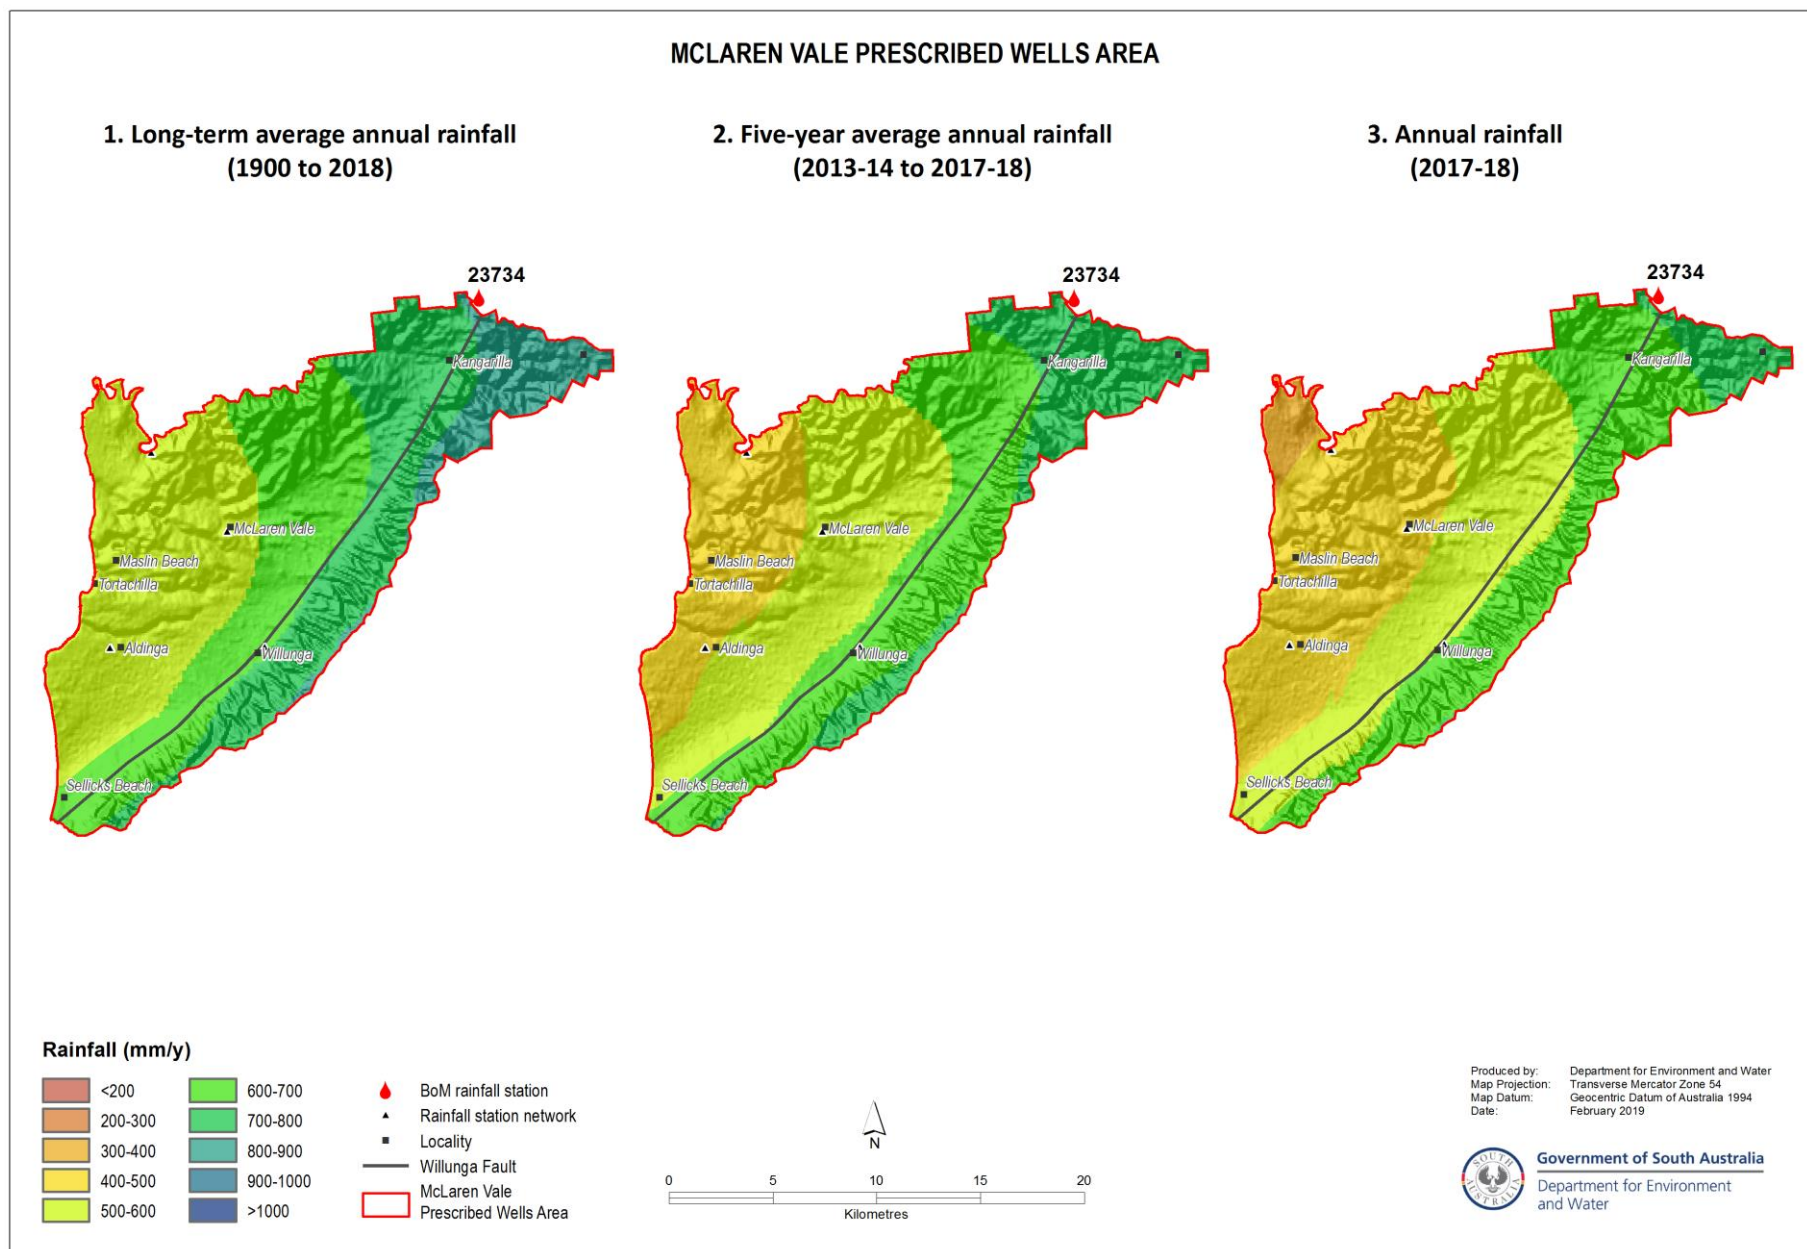 MCLAREN VALE PRESCRIBED WELLS AREA
1. Long-term average annual rainfall
(1900 to 2018)
2. Five-year average annual rainfall
(2013-14 to 2017-18)
3. Annual rainfall
(2017-18)
23734
Kangarilla
McLaren Vale
Maslin Beach
Tortachilla
Aldinga
Willunga
Sellicks Beach
23734
Kangarilla
McLaren Vale
Maslin Beach
Tortachilla
Aldinga
Willunga
Sellicks Beach
23734
Kangarilla
McLaren Vale
Maslin Beach
Tortachilla
Aldinga
Willunga
Sellicks Beach
Rainfall (mm/y)
<200
200-300
300-400
400-500
500-600
600-700
700-800
800-900
900-1000
>1000
BoM rainfall station
Rainfall station network
Locality
Willunga Fault
McLaren Vale
Prescribed Wells Area
N
0 5 10 15 20
Kilometres
Produced by: Department for Environment and Water
Map Projection: Transverse Mercator Zone 54
Map Datum: Geocentric Datum of Australia 1994
Date: February 2019
SOUTH AUSTRALIA
Government of South Australia
Department for Environment
and Water